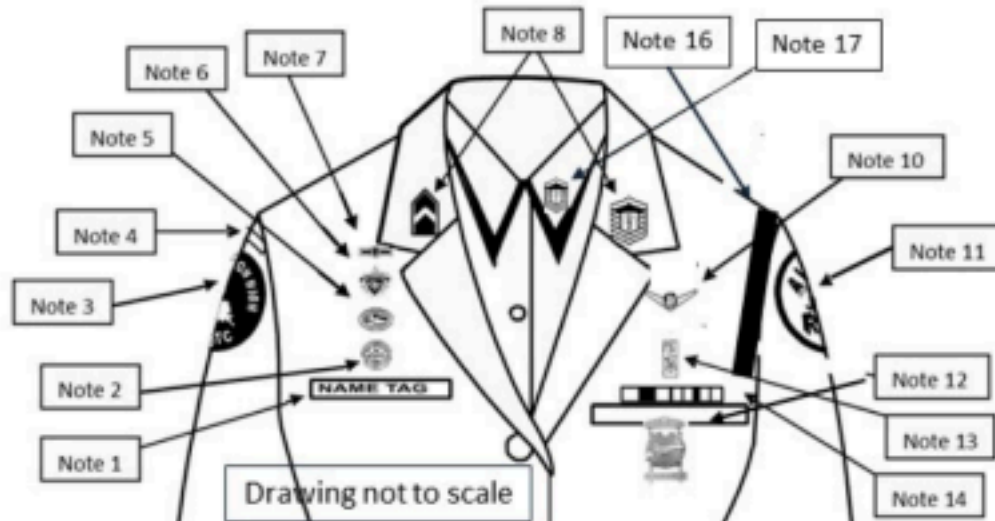 Note 8
Note 16
Note 17
Note 7
Note 6
Note 5
Note 10
Note 4
Note 11
Note 3
Note 2
NAME TAG
Note 12
Note 1
Note 13
Drawing not to scale
Note 14